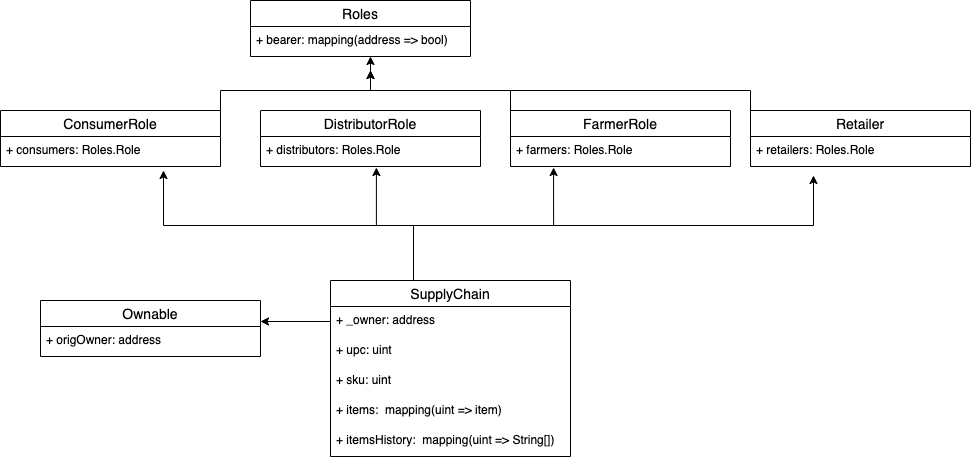 Roles
+ bearer: mapping(address => bool)
ConsumerRole
+ consumers: Roles.Role
DistributorRole
+ distributors: Roles.Role
FarmerRole
+ farmers: Roles.Role
Retailer
+ retailers: Roles.Role
SupplyChain
+ _owner: address
+ upc: uint
+ sku: uint
+ items:  mapping(uint => item)
+ itemsHistory:  mapping(uint => String[])
Ownable
+ origOwner: address